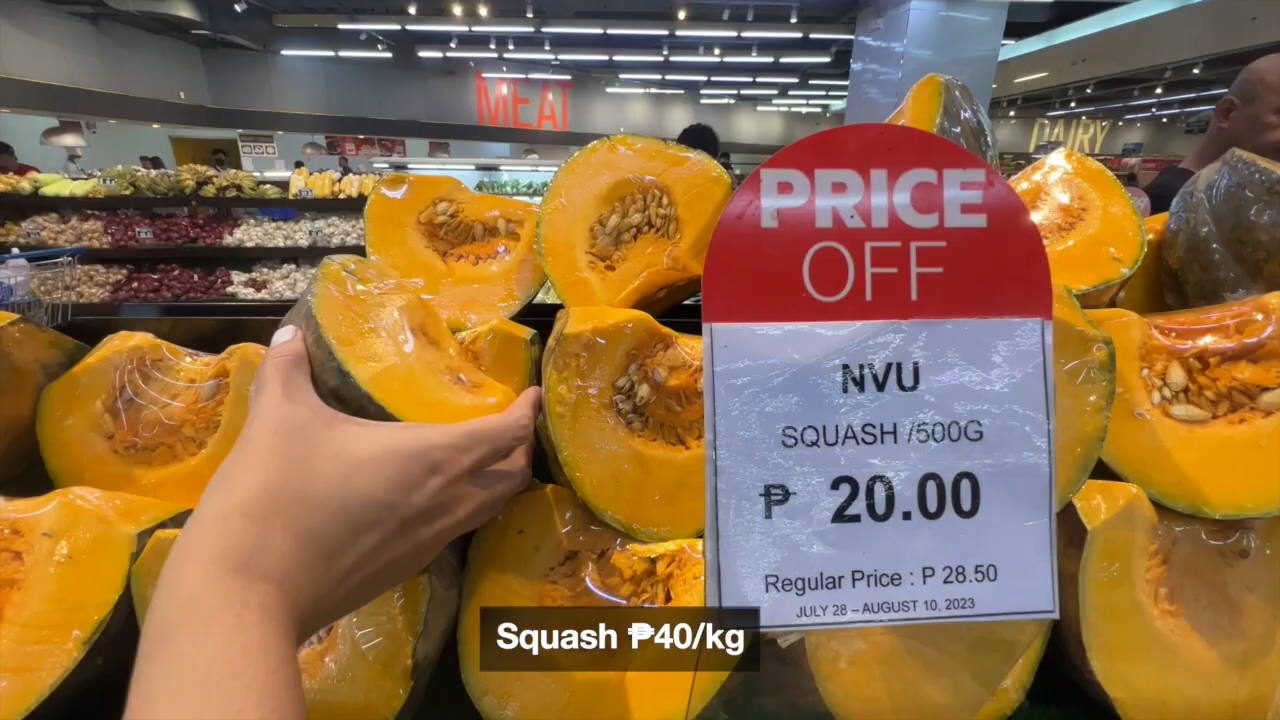 MEAT
DAIRY
PRICE
OFF
NVU
SQUASH /500G
₱ 20.00
Regular Price : P 28.50
JULY 28 – AUGUST 10, 2023
Squash ₱40/kg